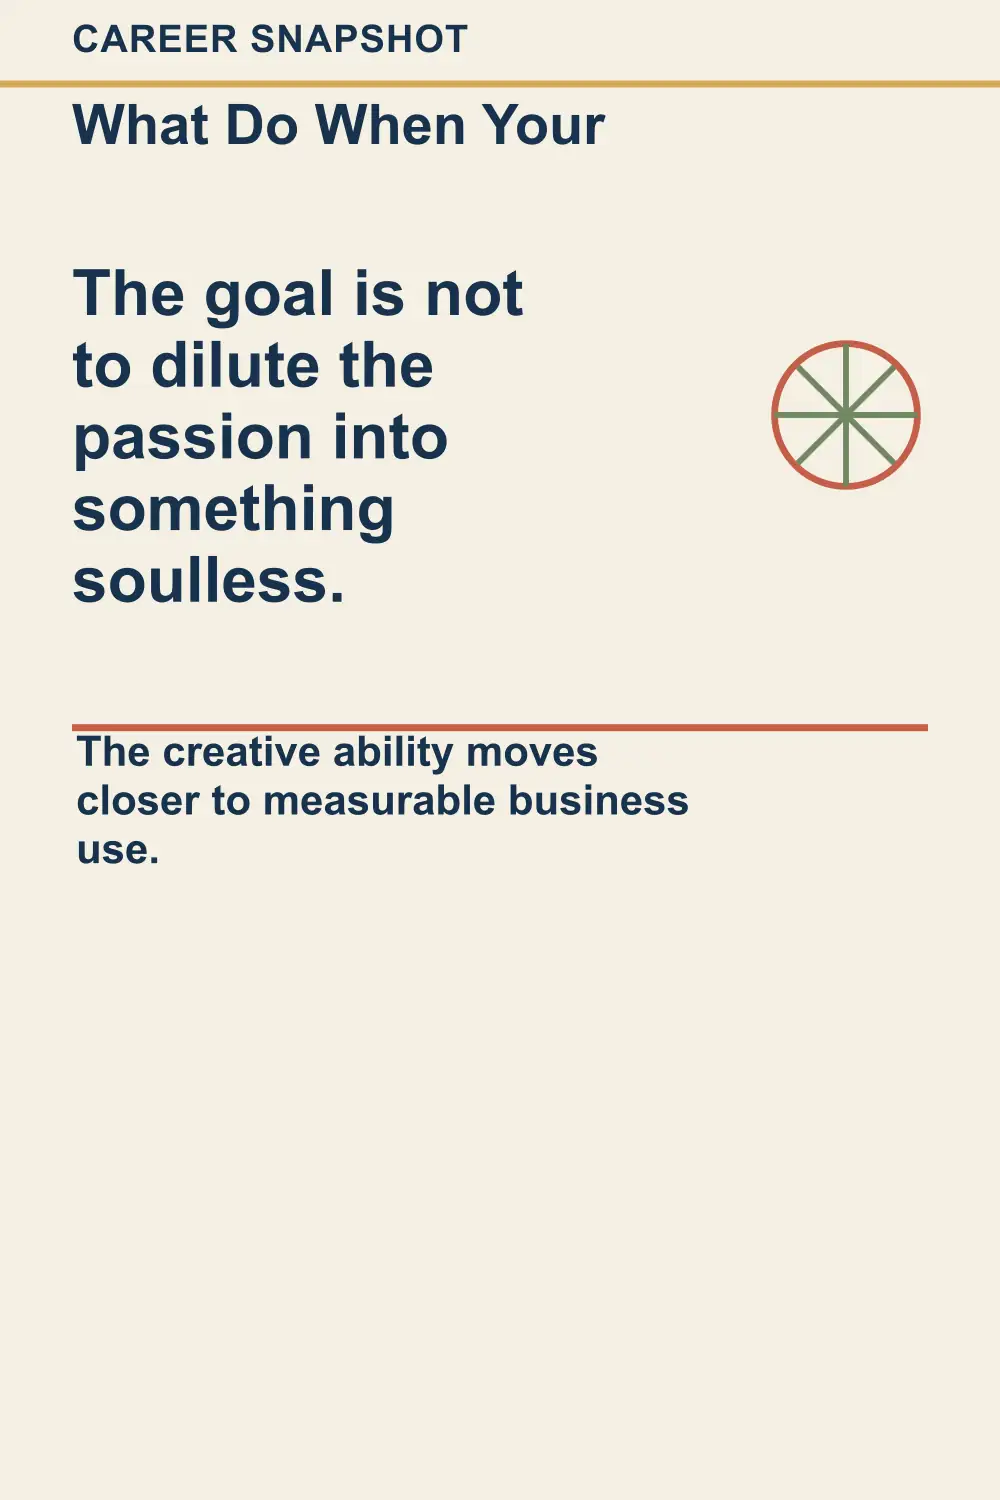 CAREER SNAPSHOT
What Do When Your
The goal is not
to dilute the
passion into
something
soulless.
The creative ability moves
closer to measurable business
use.